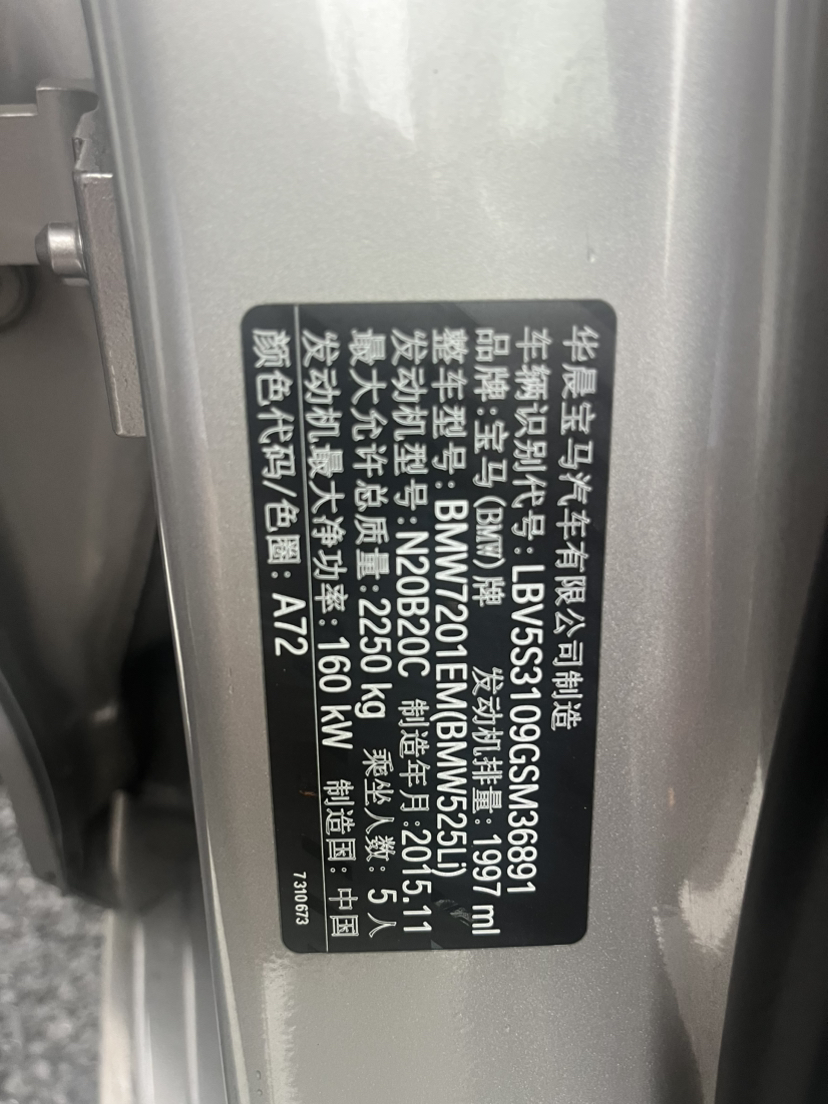 华晨宝马汽车有限公司制造
车辆识别代号:LBV5S3109GSM36891
品牌:宝马(BMW)牌 发动机排量:1997 ml
整车型号:BMW7201EM(BMW525Li)
发动机型号:N20B20C 制造年月:2015.11
最大允许总质量:2250 kg 乘坐人数:5 人
发动机最大净功率:160 kW 制造国:中国
颜色代码/色圈:A72
7 310 673